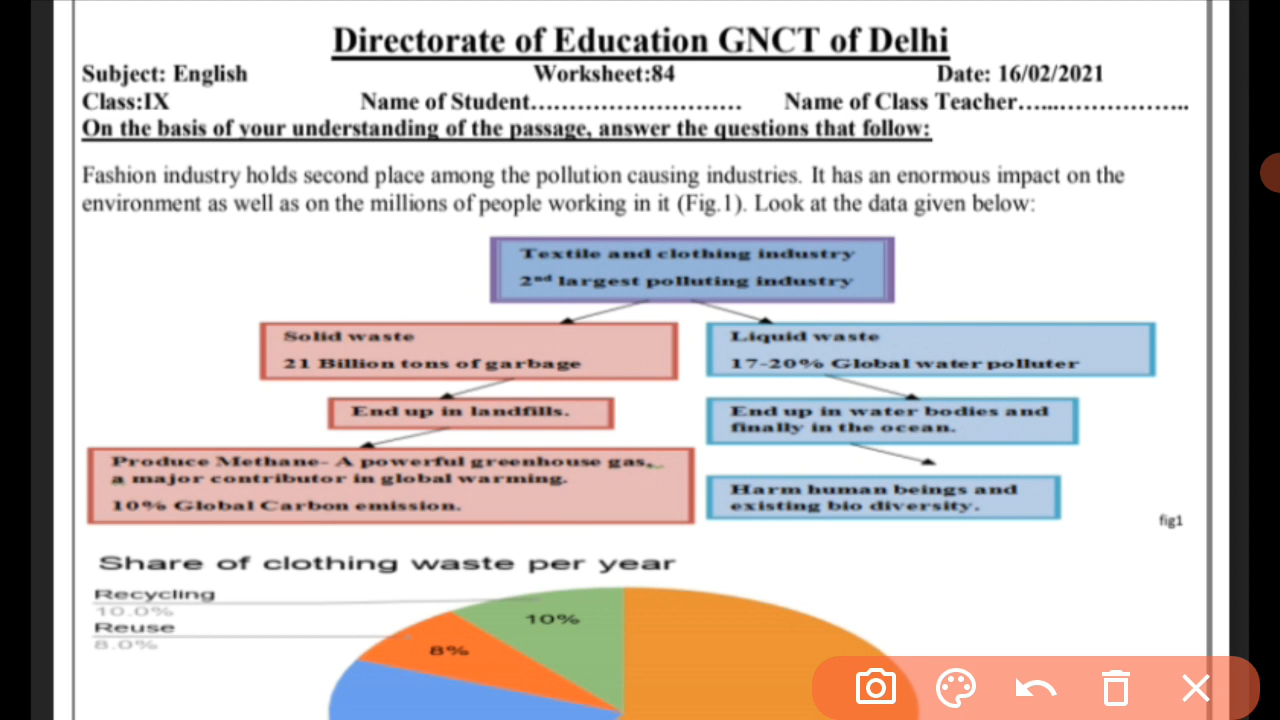 Directorate of Education GNCT of Delhi
Subject: English Worksheet:84 Date: 16/02/2021
Class:IX Name of Student……………………… Name of Class Teacher…...……………..
On the basis of your understanding of the passage, answer the questions that follow:
Fashion industry holds second place among the pollution causing industries. It has an enormous impact on the
environment as well as on the millions of people working in it (Fig.1). Look at the data given below:
Textile and clothing industry
2nd largest polluting industry
Solid waste
21 Billion tons of garbage
Liquid waste
17-20% Global water polluter
End up in landfills.
End up in water bodies and
finally in the ocean.
Produce Methane- A powerful greenhouse gas,
a major contributor in global warming.
10% Global Carbon emission.
Harm human beings and
existing bio diversity.
fig1
Share of clothing waste per year
Recycling
10.0%
Reuse
8.0%
10%
8%